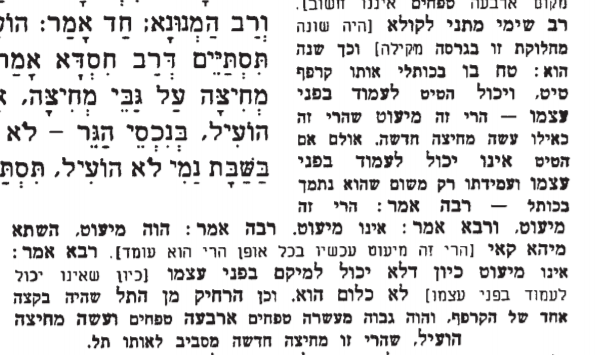 מקום ארבעה טפחים איננו חשוב].
רב שימי מתני לקולא [היה שונה
מחלוקת זו בגרסה מקילה] וכך שנה
הוא: טח בו בכותלי אותו קרפף
טיט, ויכול הטיט לעמוד בפני
עצמו — הרי זה מיעוט שהרי זה
כאילו עשה מחיצה חדשה. אולם אם
הטיט אינו יכול לעמוד בפני
עצמו ועמידתו רק משום שהוא נתמך
בכותל — רבה אמר: הרי זה
מיעוט, ורבא אמר: אינו מיעוט. רבה אמר: הוה מיעוט, השתא
מיהא קאי [הרי זה מיעוט עכשיו בכל אופן הרי הוא עומד]. רבא אמר:
אינו מיעוט כיון דלא יכול למיקם בפני עצמו [כיון שאינו יכול
לעמוד בפני עצמו] לא כלום הוא. וכן הרחיק מן התל שהיה בקצה
אחד של הקרפף, והוה גבוה מעשרה טפחים ארבעה טפחים ועשה מחיצה
הועיל, שהרי זו מחיצה חדשה מסביב לאותו תל.
וְרַב הַמְנוּנָא; חַד אָמַר: הוֹעִ
תִּסְתַּיֵּים דְּרַב חִסְדָּא אָמַר
מְחִיצָה עַל גַּבֵּי מְחִיצָה,
הוֹעִיל, בְּנִכְסֵי הַגֵּר – לֹא
בַּשַּׁבָּת נַמִי לֹא הוֹעִיל, תִּסְתַּ